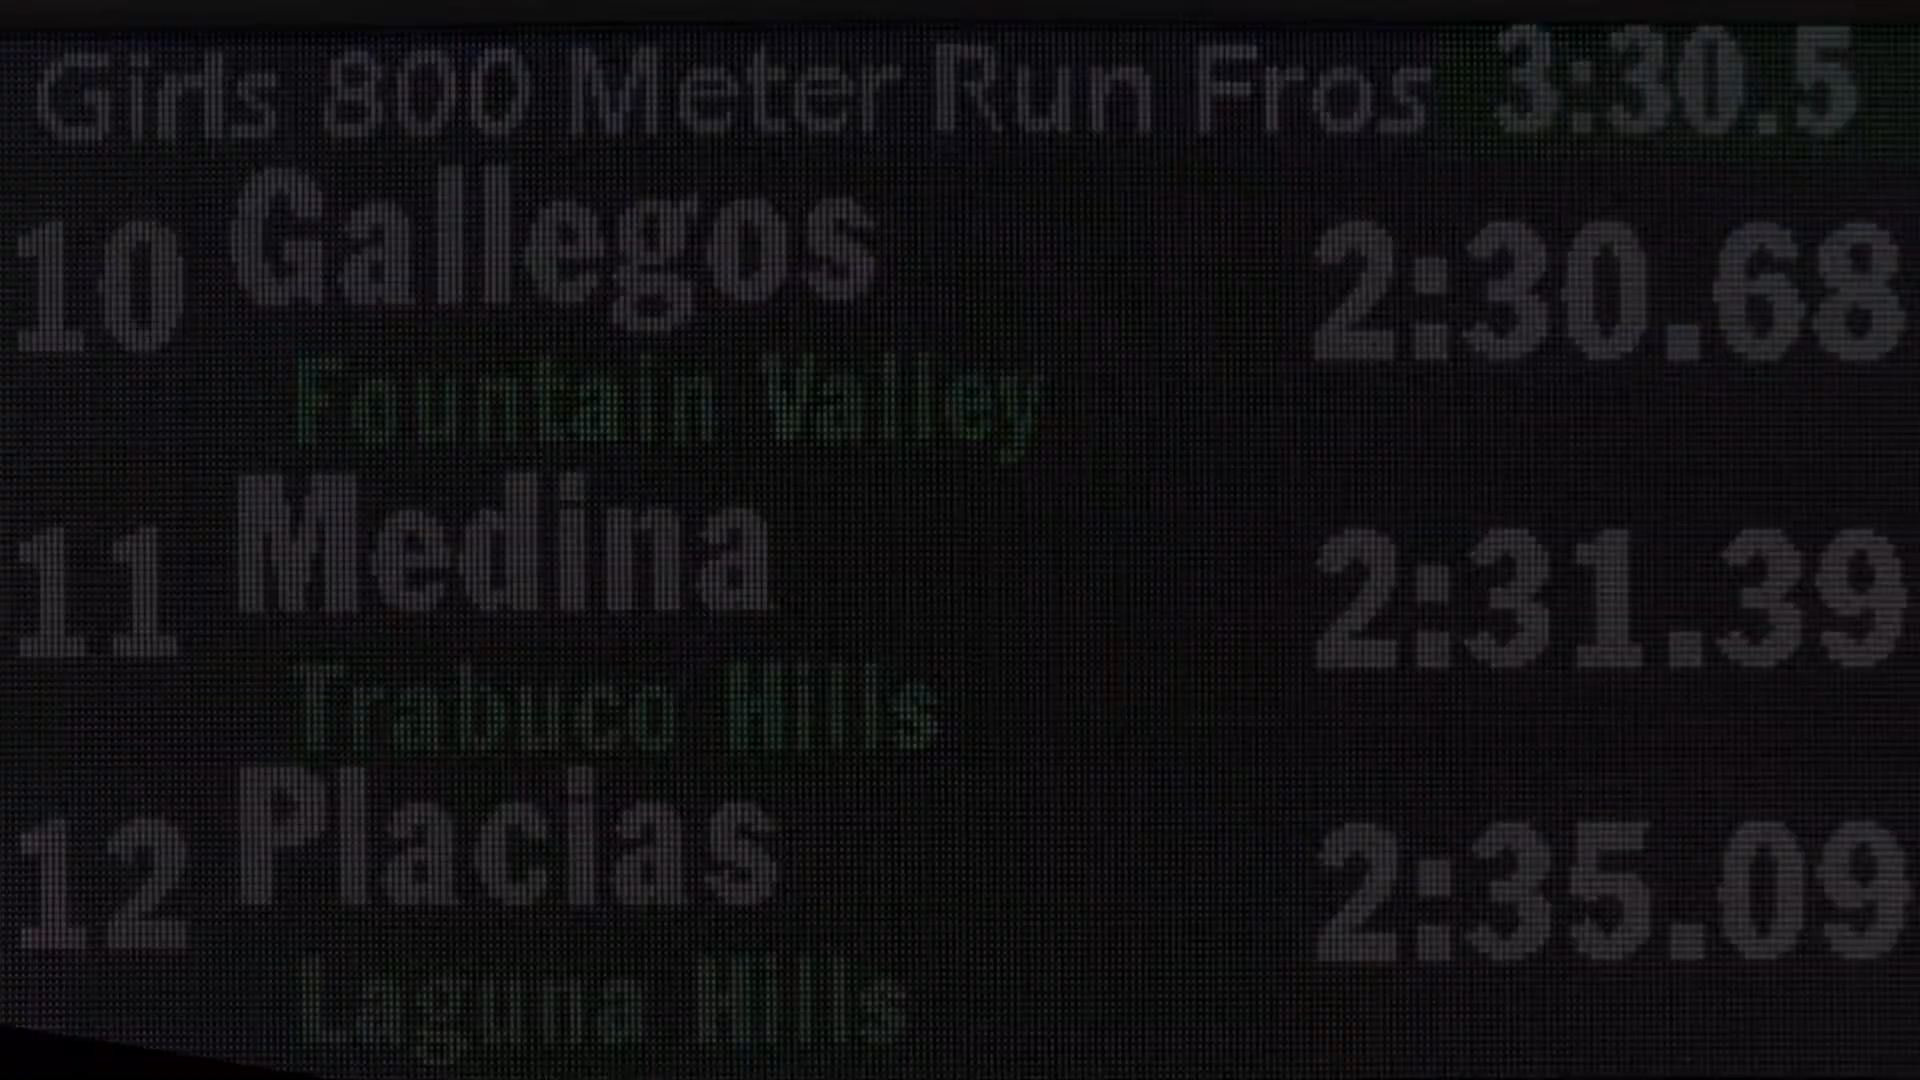 Girls 800 Meter Run Fros 3:30.5
10 Gallegos 2:30.68
Fountain Valley
11 Medina 2:31.39
Trabuco Hills
12 Placias 2:35.09
Laguna Hills